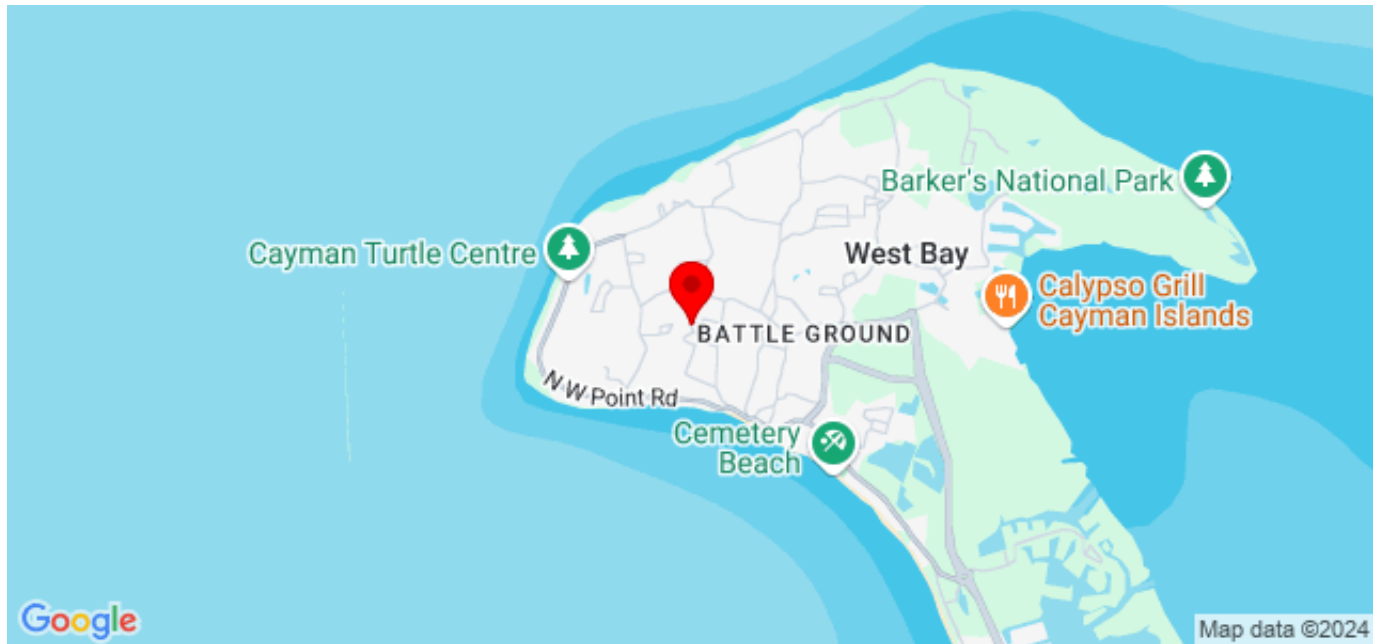 Barker's National Park
Cayman Turtle Centre
West Bay
Calypso Grill
Cayman Islands
BATTLE GROUND
N W Point Rd
Cemetery
Beach
Google
Map data ©2024